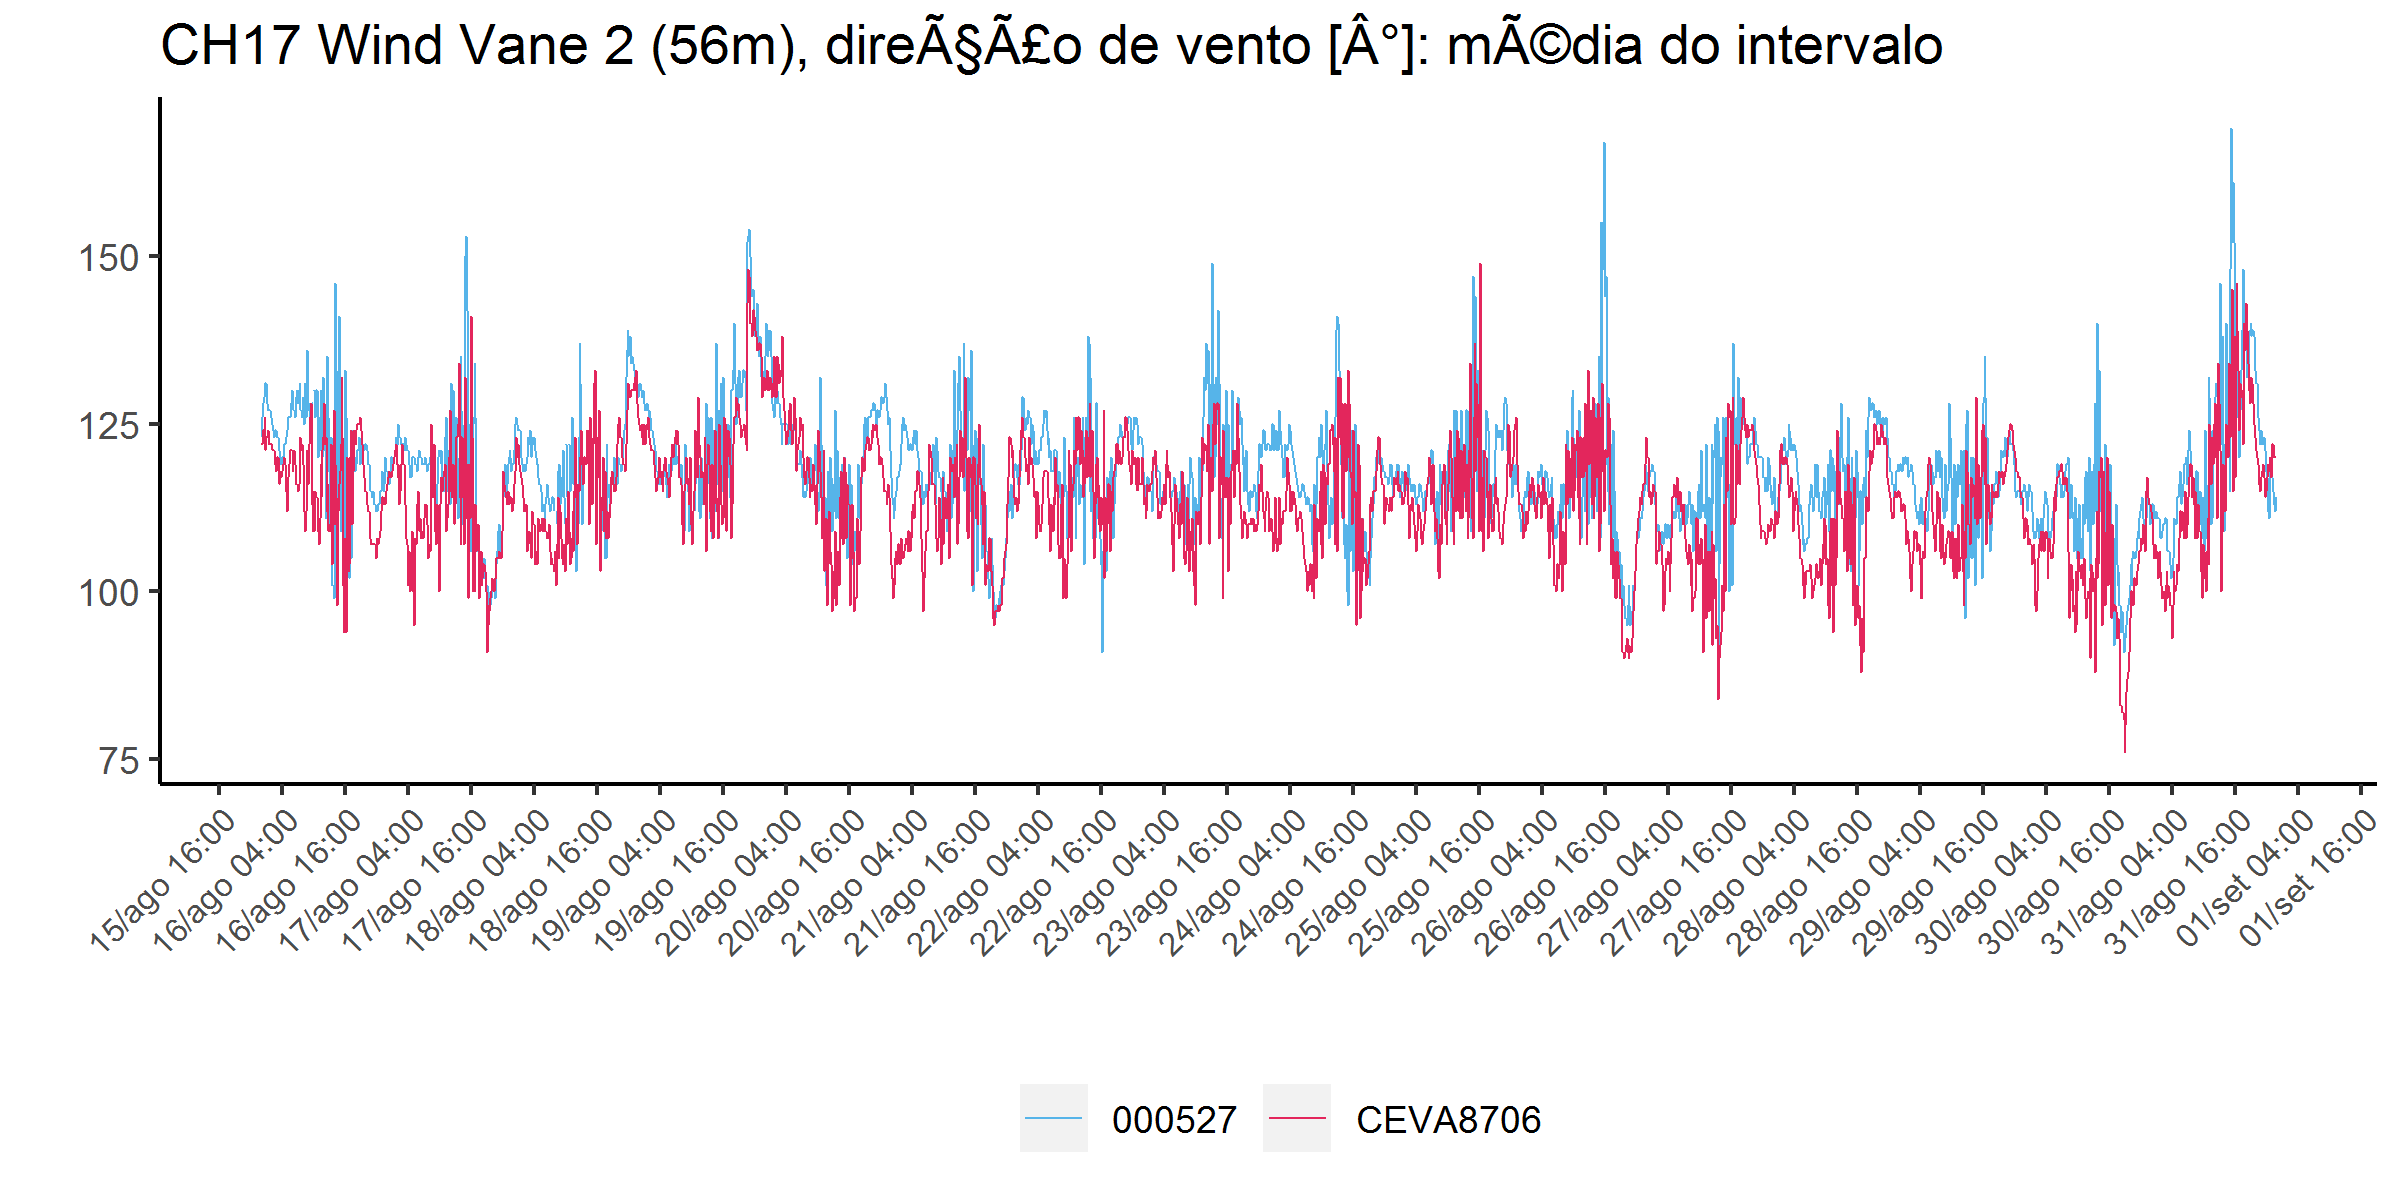 CH17 Wind Vane 2 (56m), direÃ§Ã£o de vento [Â°]: mÃ©dia do intervalo
150
125
100
75
15/ago 16:00
16/ago 04:00
16/ago 16:00
17/ago 04:00
17/ago 16:00
18/ago 04:00
18/ago 16:00
19/ago 04:00
19/ago 16:00
20/ago 04:00
20/ago 16:00
21/ago 04:00
21/ago 16:00
22/ago 04:00
22/ago 16:00
23/ago 04:00
23/ago 16:00
24/ago 04:00
24/ago 16:00
25/ago 04:00
25/ago 16:00
26/ago 04:00
26/ago 16:00
27/ago 04:00
27/ago 16:00
28/ago 04:00
28/ago 16:00
29/ago 04:00
29/ago 16:00
30/ago 04:00
30/ago 16:00
31/ago 04:00
31/ago 16:00
01/set 04:00
01/set 16:00
000527
CEVA8706